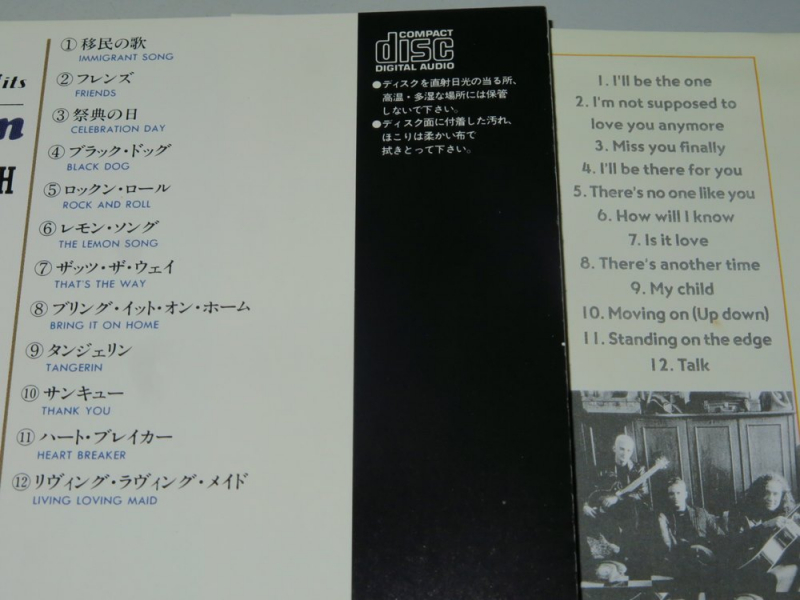 its
n
H
① 移民の歌
IMMIGRANT SONG
② フレンズ
FRIENDS
③ 祭典の日
CELEBRATION DAY
④ ブラック・ドッグ
BLACK DOG
⑤ ロックン・ロール
ROCK AND ROLL
⑥ レモン・ソング
THE LEMON SONG
⑦ ザッツ・ザ・ウェイ
THAT'S THE WAY
⑧ ブリング・イット・オン・ホーム
BRING IT ON HOME
⑨ タンジェリン
TANGERIN
⑩ サンキュー
THANK YOU
⑪ ハート・ブレイカー
HEART BREAKER
⑫ リヴィング・ラヴィング・メイド
LIVING LOVING MAID
COMPACT
disc
DIGITAL AUDIO
●ディスクを直射日光の当る所、
高温・多湿な場所には保管
しないで下さい。
●ディスク面に付着した汚れ、
ほこりは柔かい布で
拭きとって下さい。
1. I'll be the one
2. I'm not supposed to
love you anymore
3. Miss you finally
4. I'll be there for you
5. There's no one like you
6. How will I know
7. Is it love
8. There's another time
9. My child
10. Moving on (Up down)
11. Standing on the edge
12. Talk